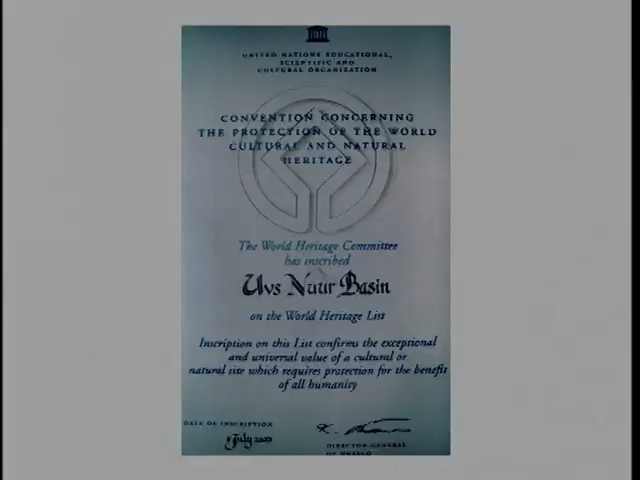 UNITED NATIONS EDUCATIONAL,
SCIENTIFIC AND
CULTURAL ORGANIZATION
CONVENTION CONCERNING
THE PROTECTION OF THE WORLD
CULTURAL AND NATURAL
HERITAGE
The World Heritage Committee
has inscribed
Uvs Nuur Basin
on the World Heritage List
Inscription on this List confirms the exceptional
and universal value of a cultural or
natural site which requires protection for the benefit
of all humanity
DATE OF INSCRIPTION
July
DIRECTOR-GENERAL
OF UNESCO